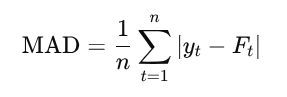 MAD = \frac{1}{n} \sum_{t=1}^{n} |y_t - F_t|